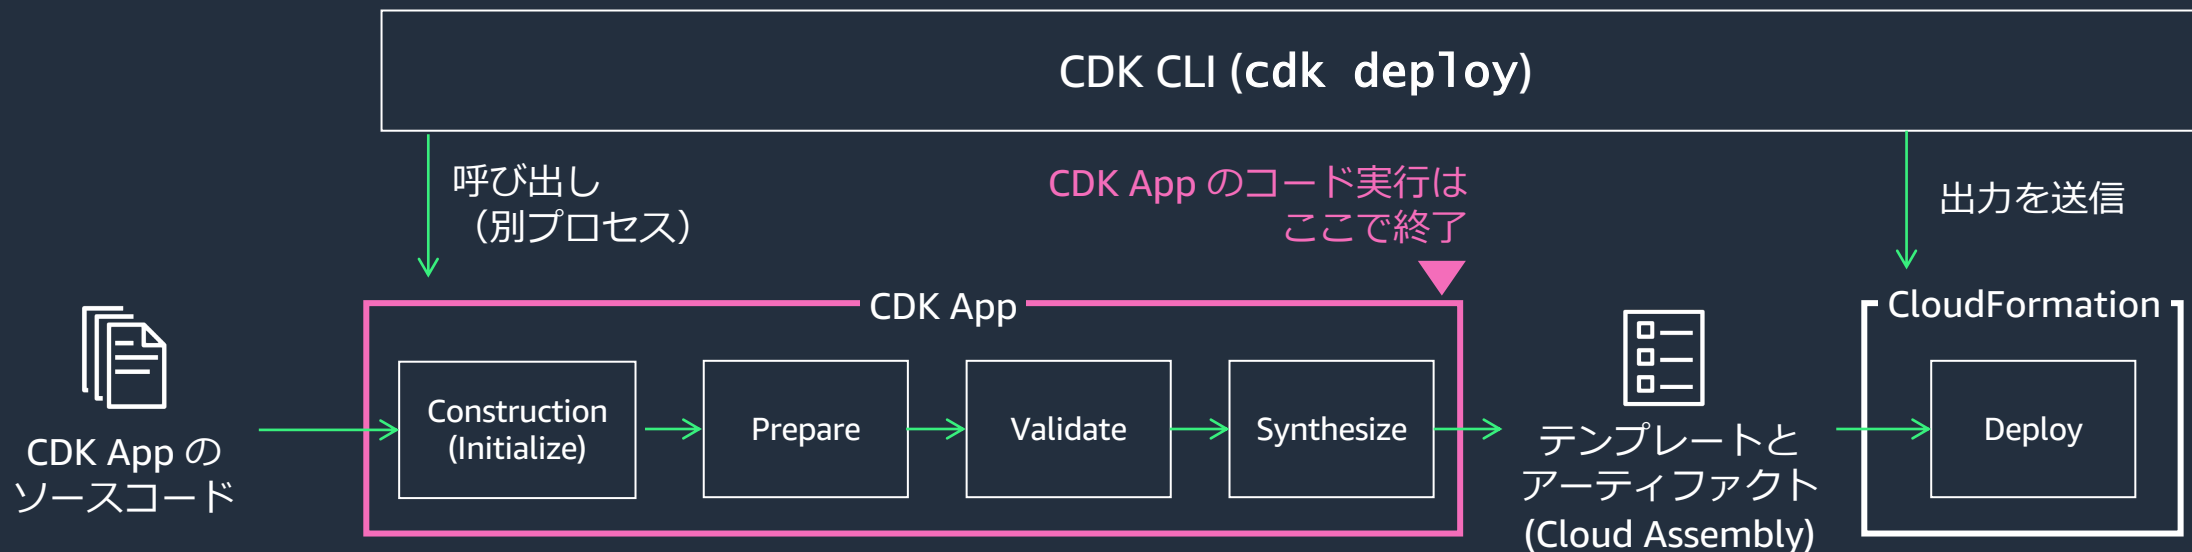 CDK CLI (cdk deploy)
呼び出し
（別プロセス）
CDK App のコード実行は
ここで終了
出力を送信
CDK App
CloudFormation
CDK App の
ソースコード
Construction
(Initialize)
Prepare
Validate
Synthesize
テンプレートと
アーティファクト
(Cloud Assembly)
Deploy